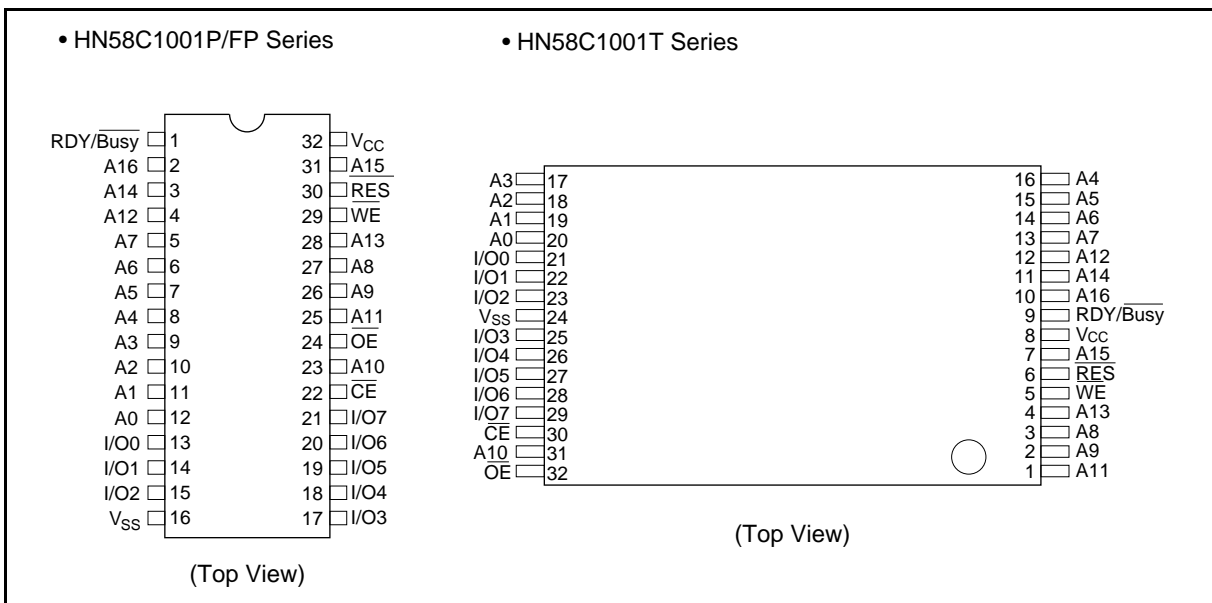 • HN58C1001P/FP Series
RDY/Busy 1 32 VCC
A16 2 31 A15
A14 3 30 RES
A12 4 29 WE
A7 5 28 A13
A6 6 27 A8
A5 7 26 A9
A4 8 25 A11
A3 9 24 OE
A2 10 23 A10
A1 11 22 CE
A0 12 21 I/O7
I/O0 13 20 I/O6
I/O1 14 19 I/O5
I/O2 15 18 I/O4
VSS 16 17 I/O3
(Top View)
• HN58C1001T Series
A3 17 16 A4
A2 18 15 A5
A1 19 14 A6
A0 20 13 A7
I/O0 21 12 A12
I/O1 22 11 A14
I/O2 23 10 A16
VSS 24 9 RDY/Busy
I/O3 25 8 VCC
I/O4 26 7 A15
I/O5 27 6 RES
I/O6 28 5 WE
I/O7 29 4 A13
CE 30 3 A8
A10 31 2 A9
OE 32 1 A11
(Top View)